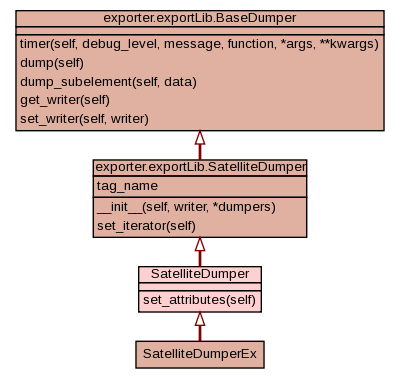 exporter.exportLib.BaseDumper
timer(self, debug_level, message, function, *args, **kwargs)
dump(self)
dump_subelement(self, data)
get_writer(self)
set_writer(self, writer)
exporter.exportLib.SatelliteDumper
tag_name
__init__(self, writer, *dumpers)
set_iterator(self)
SatelliteDumper
set_attributes(self)
SatelliteDumperEx